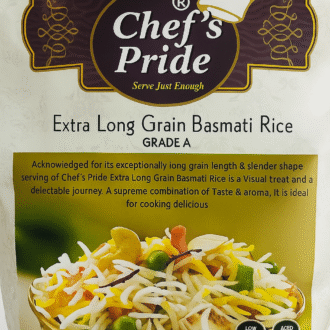 ®
Chef's
Pride
Serve Just Enough
Extra Long Grain Basmati Rice
GRADE A
Acknowledged for its exceptionally long grain length & slender shape
serving of Chef's Pride Extra Long Grain Basmati Rice is a Visual treat and a
delectable journey. A supreme combination of Taste & aroma, It is ideal
for cooking delicious
LOW
AGED